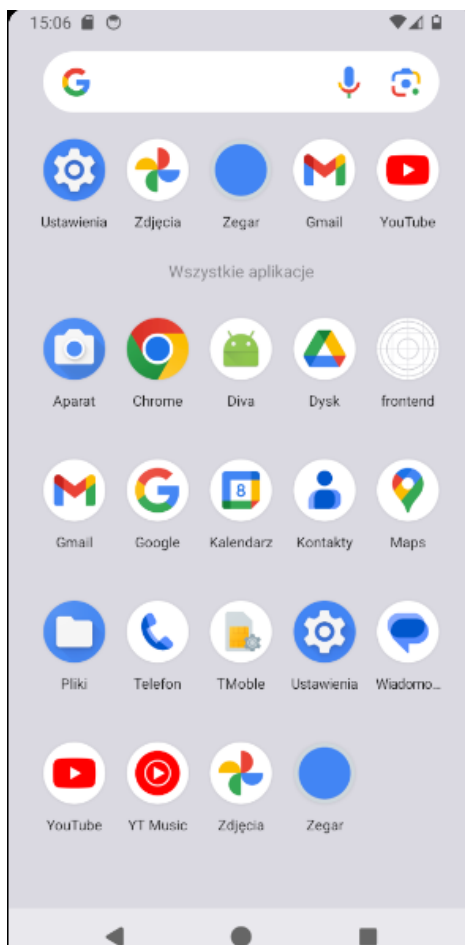 15:06
Ustawienia Zdjęcia Zegar Gmail YouTube
Wszystkie aplikacje
Aparat Chrome Diva Dysk frontend
Gmail Google Kalendarz Kontakty Maps
8
Pliki Telefon TMoble Ustawienia Wiadomo...
YouTube YT Music Zdjęcia Zegar